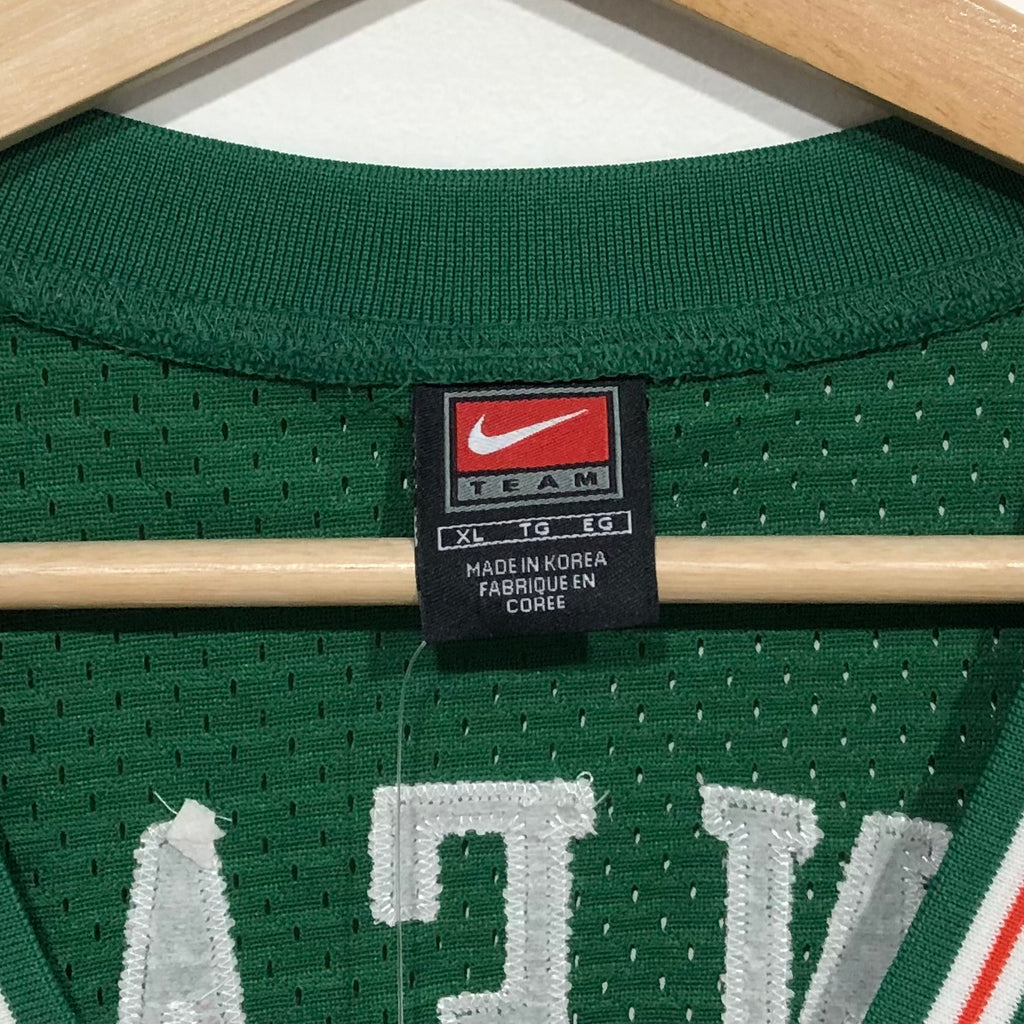 TEAM
XL TG EG
MADE IN KOREA
FABRIQUE EN
COREE